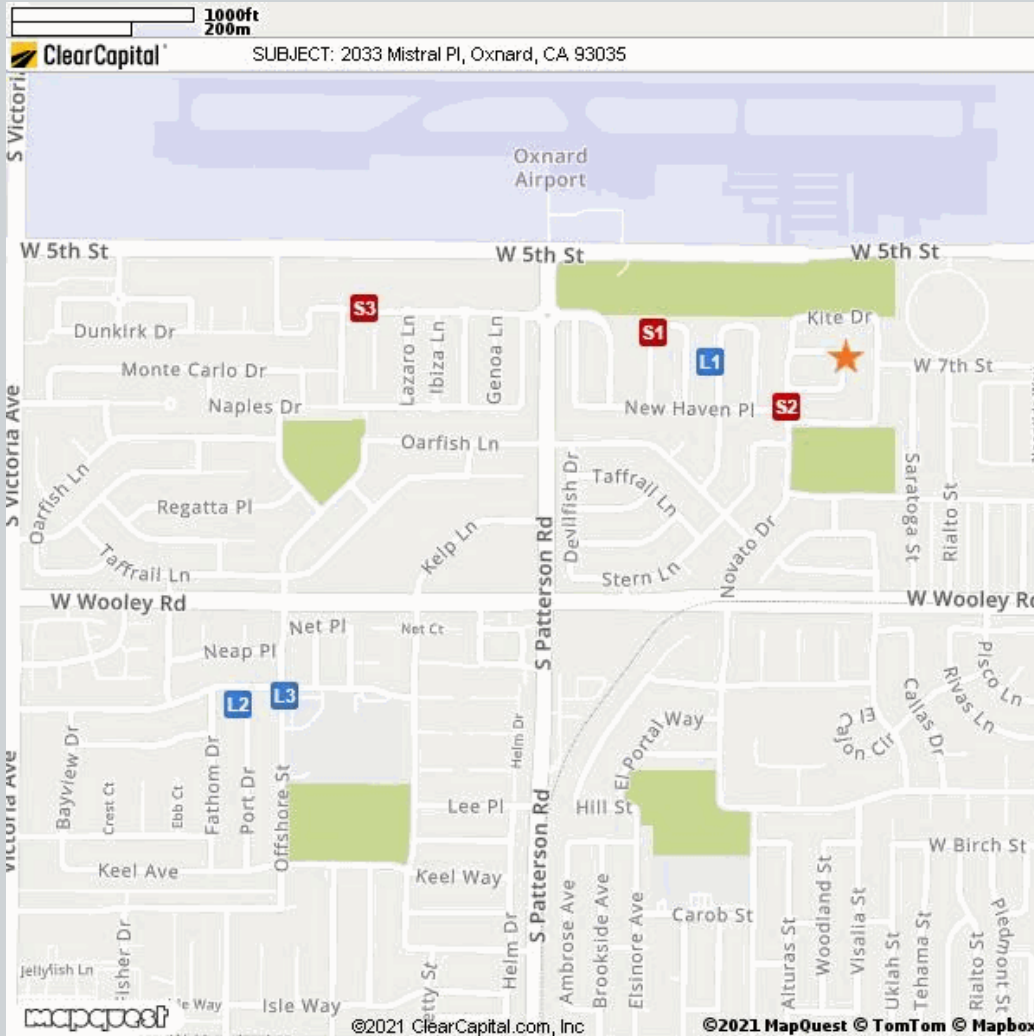 1000ft
200m
ClearCapital
SUBJECT: 2033 Mistral Pl, Oxnard, CA 93035
Oxnard
Airport
W 5th St
W 5th St
W 5th St
S3
S1
L1
Kite Dr
Dunkirk Dr
Lazaro Ln
Ibiza Ln
Genoa Ln
W 7th St
Monte Carlo Dr
S Victoria Ave
Naples Dr
New Haven Pl
S2
Oarfish Ln
Oarfish Ln
Taffrail Ln
Devilfish Dr
Saratoga St
Rialto St
Regatta Pl
Kelp Ln
S Patterson Rd
Novato Dr
Taffrail Ln
Stern Ln
W Wooley Rd
W Wooley Rd
Net Pl
Net Ct
Neap Pl
Pisco Ln
Rivas Ln
L2
L3
Callas Dr
El Cajon Cir
El Portal Way
Helm Dr
Bayview Dr
Crest Ct
Ebb Ct
Fathom Dr
Port Dr
Offshore St
Victoria Ave
Lee Pl
Hill St
S Patterson Rd
W Birch St
Keel Ave
Keel Way
Carob St
Helm Dr
Ambrose Ave
Brookside Ave
Elsinore Ave
Alturas St
Woodland St
Visalia St
Ukiah St
Tehama St
Rialto St
Piedmont St
Jellyfish Ln
Isle Way
mapquest
©2021 ClearCapital.com, Inc
©2021 MapQuest © TomTom © Mapbo